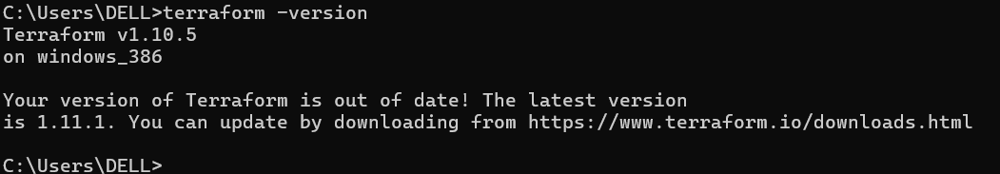 C:\Users\DELL>terraform -version
Terraform v1.10.5
on windows_386
Your version of Terraform is out of date! The latest version
is 1.11.1. You can update by downloading from https://www.terraform.io/downloads.html
C:\Users\DELL>